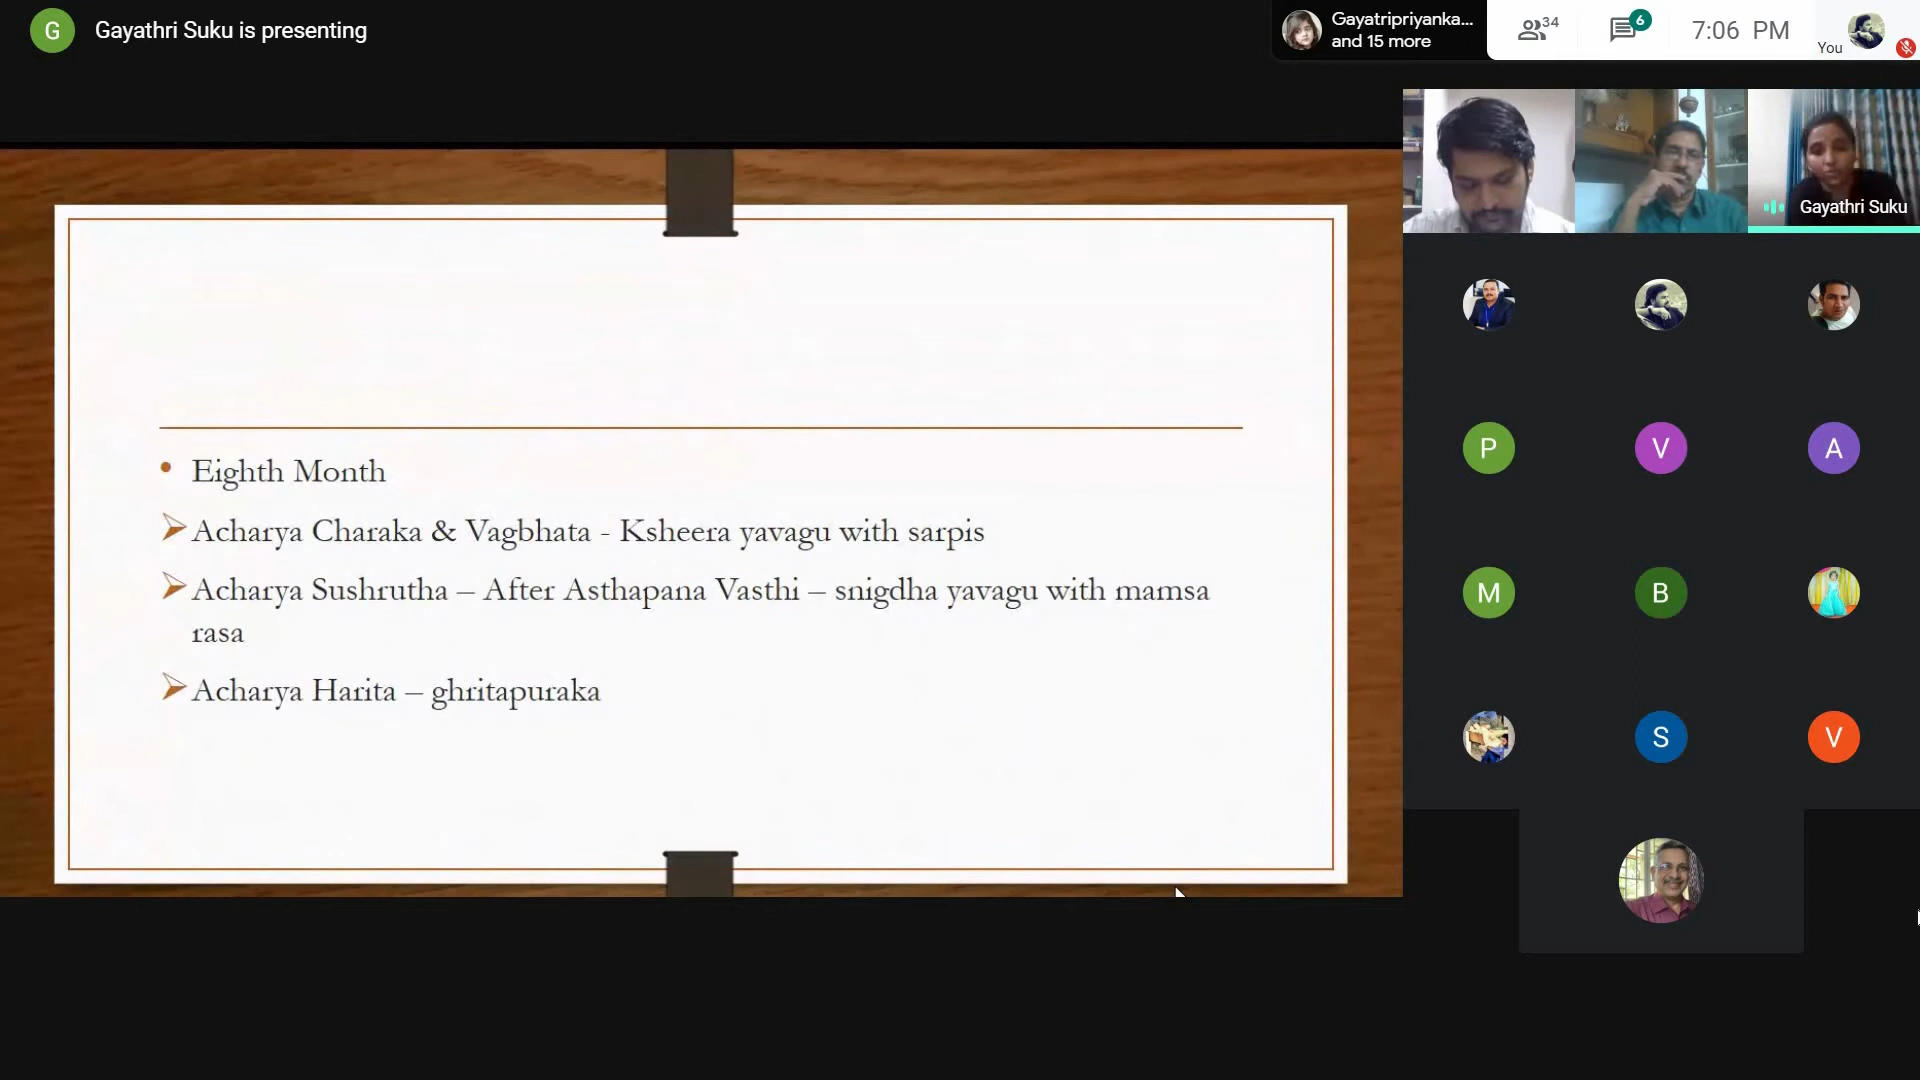 G
Gayathri Suku is presenting
Gayatripriyanka...
and 15 more
34
6
7:06 PM
You
Gayathri Suku
• Eighth Month
➢ Acharya Charaka & Vagbhata - Ksheera yavagu with sarpis
➢ Acharya Sushrutha – After Asthapana Vasthi – snigdha yavagu with mamsa
rasa
➢ Acharya Harita – ghritapuraka
P
V
A
M
B
S
V